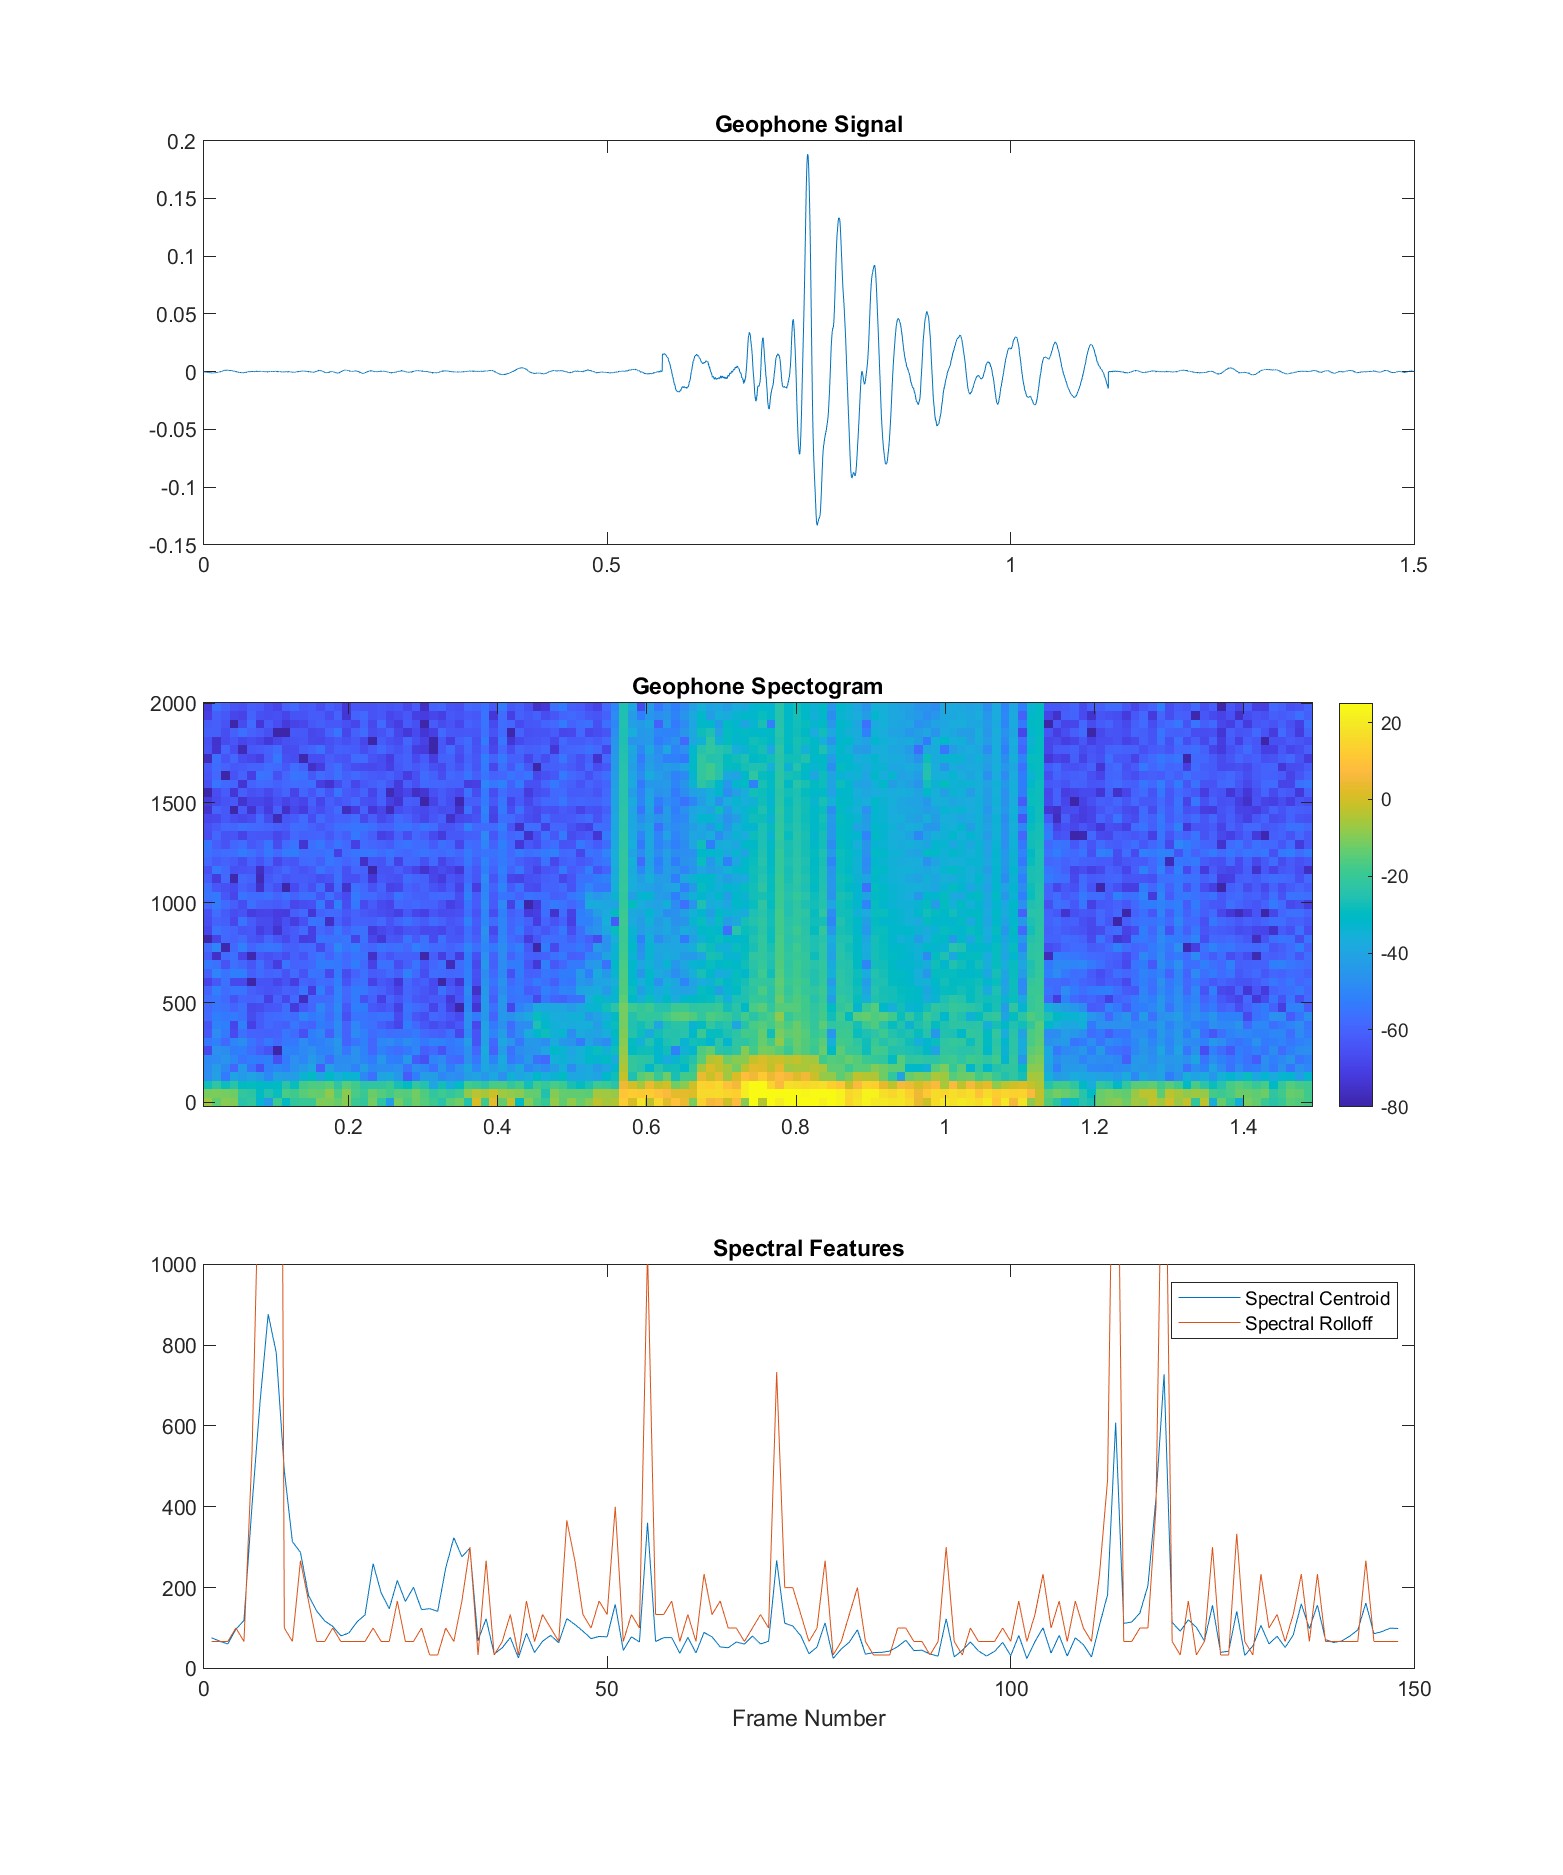 Geophone Signal
0.2
0.15
0.1
0.05
0
-0.05
-0.1
-0.15
0 0.5 1 1.5
Geophone Spectogram
2000
1500
1000
500
0
0.2 0.4 0.6 0.8 1 1.2 1.4
20
0
-20
-40
-60
-80
Spectral Features
1000
800
600
400
200
0
Spectral Centroid
Spectral Rolloff
0 50 100 150
Frame Number